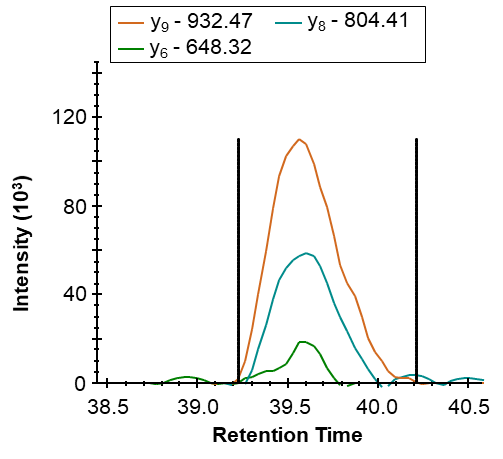 y₉ - 932.47 y₈ - 804.41
y₆ - 648.32
Intensity (10³)
120
80
40
0
38.5 39.0 39.5 40.0 40.5
Retention Time